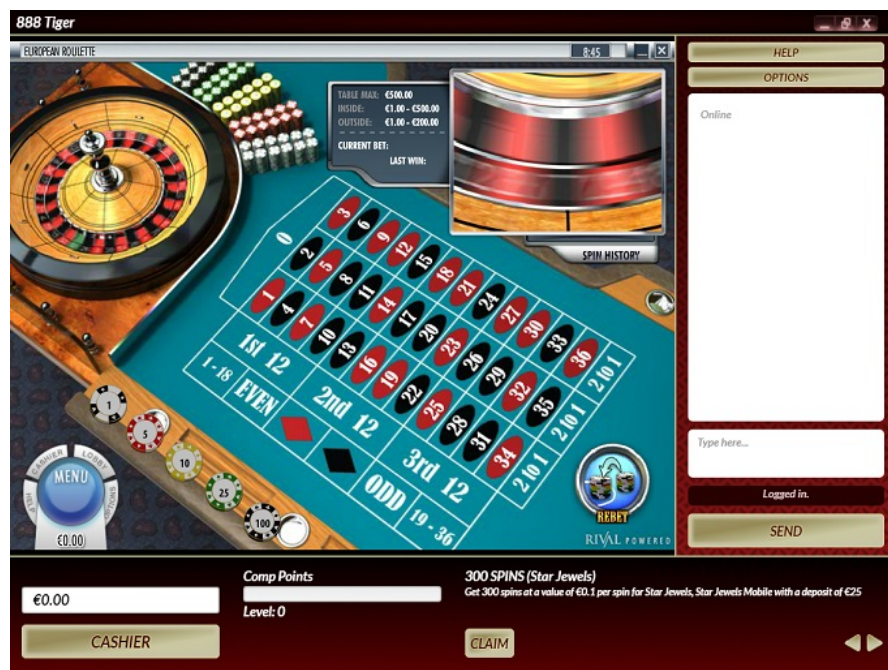 888 Tiger
EUROPEAN ROULETTE
8:45
TABLE MAX: €500.00
INSIDE: €1.00 - €500.00
OUTSIDE: €1.00 - €200.00
CURRENT BET:
LAST WIN:
SPIN HISTORY
0
3 6 9 12 15 18 21 24 27 30 33 36 2 to 1
2 5 8 11 14 17 20 23 26 29 32 35 2 to 1
1 4 7 10 13 16 19 22 25 28 31 34 2 to 1
1st 12 2nd 12 3rd 12
1 - 18 EVEN ODD 19 - 36
1
5
10
25
100
HELP CASHIER LOBBY OPTIONS
MENU
€0.00
REBET
RIVAL POWERED
HELP
OPTIONS
Online
Type here...
Logged in.
SEND
€0.00
CASHIER
Comp Points
Level: 0
300 SPINS (Star Jewels)
Get 300 spins at a value of €0.1 per spin for Star Jewels, Star Jewels Mobile with a deposit of €25
CLAIM